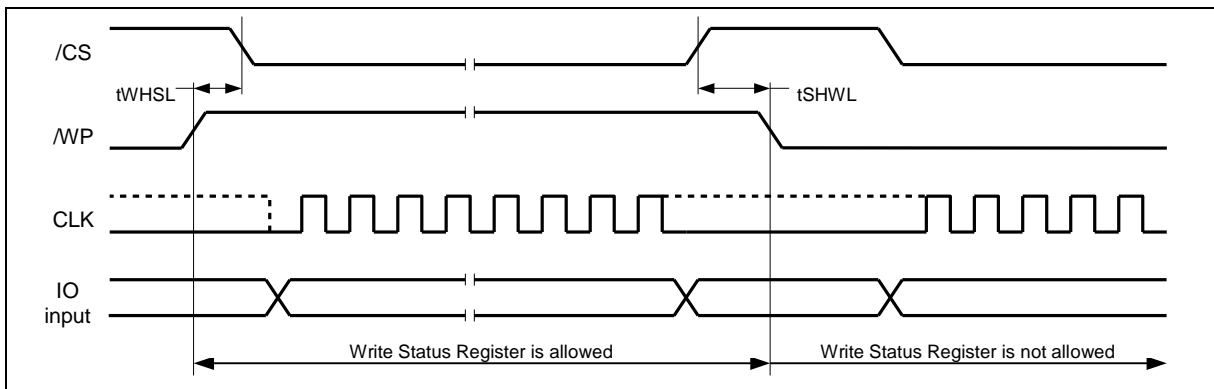 /CS
tWHSL
tSHWL
/WP
CLK
IO
input
Write Status Register is allowed
Write Status Register is not allowed